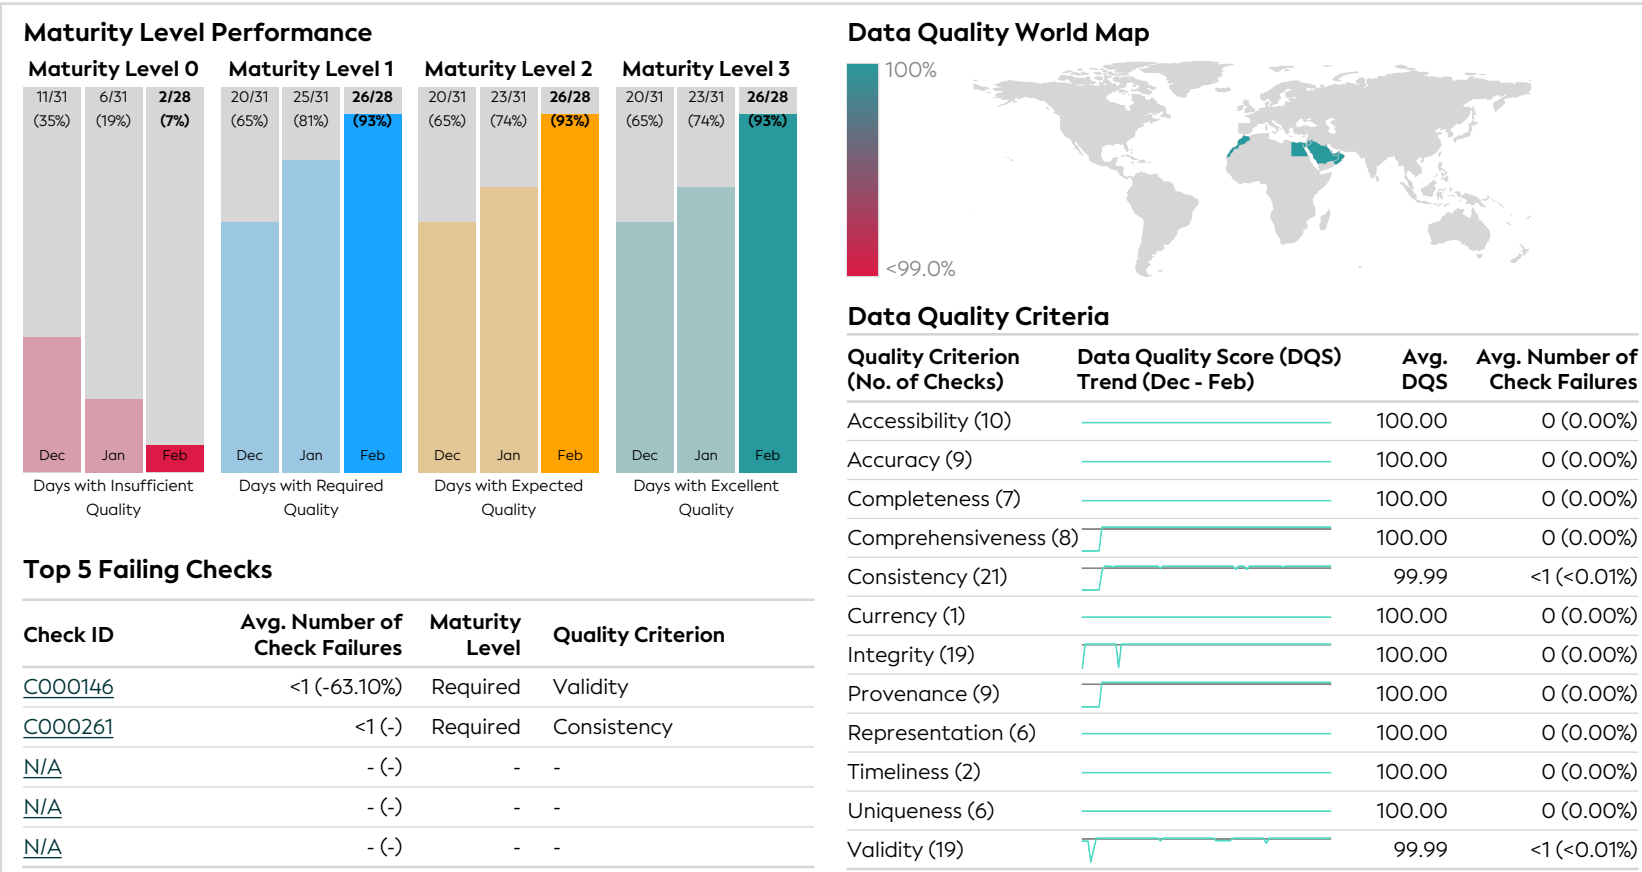 Maturity Level Performance
Maturity Level 0
Maturity Level 1
Maturity Level 2
Maturity Level 3
11/31 6/31 2/28
(35%) (19%) (7%)
Dec Jan Feb
Days with Insufficient
Quality
20/31 25/31 26/28
(65%) (81%) (93%)
Dec Jan Feb
Days with Required
Quality
20/31 23/31 26/28
(65%) (74%) (93%)
Dec Jan Feb
Days with Expected
Quality
20/31 23/31 26/28
(65%) (74%) (93%)
Dec Jan Feb
Days with Excellent
Quality
Top 5 Failing Checks
Check ID Avg. Number of Check Failures Maturity Level Quality Criterion
C000146 <1 (-63.10%) Required Validity
C000261 <1 (-) Required Consistency
N/A - (-) - -
N/A - (-) - -
N/A - (-) - -
Data Quality World Map
100%
<99.0%
Data Quality Criteria
Quality Criterion Data Quality Score (DQS) Avg. Avg. Number of
(No. of Checks) Trend (Dec - Feb) DQS Check Failures
Accessibility (10) 100.00 0 (0.00%)
Accuracy (9) 100.00 0 (0.00%)
Completeness (7) 100.00 0 (0.00%)
Comprehensiveness (8) 100.00 0 (0.00%)
Consistency (21) 99.99 <1 (<0.01%)
Currency (1) 100.00 0 (0.00%)
Integrity (19) 100.00 0 (0.00%)
Provenance (9) 100.00 0 (0.00%)
Representation (6) 100.00 0 (0.00%)
Timeliness (2) 100.00 0 (0.00%)
Uniqueness (6) 100.00 0 (0.00%)
Validity (19) 99.99 <1 (<0.01%)